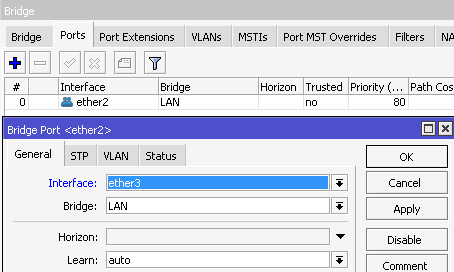 Bridge
Bridge Ports Port Extensions VLANs MSTIs Port MST Overrides Filters NA
# Interface Bridge Horizon Trusted Priority (... Path Cos
0 ether2 LAN no 80
Bridge Port <ether2>
General STP VLAN Status
OK
Interface: ether3
Cancel
Bridge: LAN
Apply
Horizon:
Disable
Learn: auto
Comment